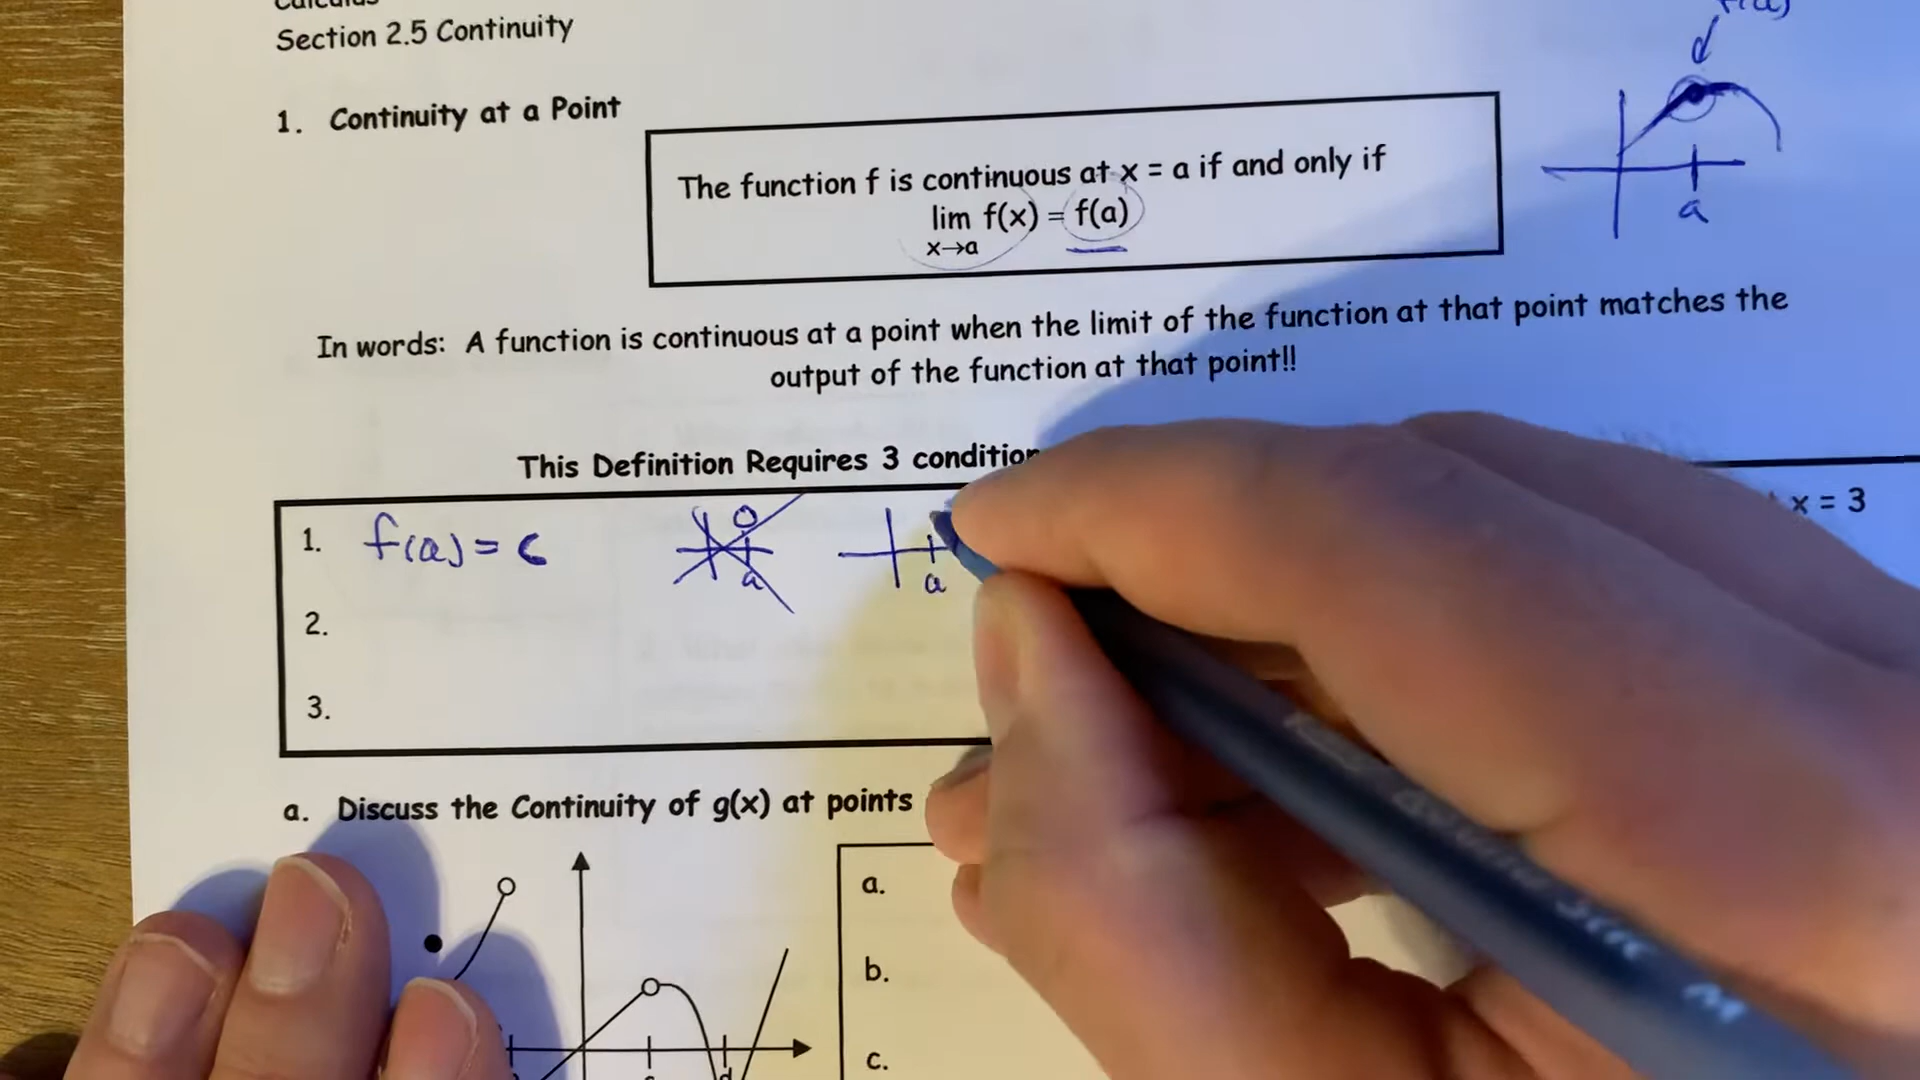 Section 2.5 Continuity
1. Continuity at a Point
The function f is continuous at x = a if and only if
lim f(x) = f(a)
x→a
a
In words: A function is continuous at a point when the limit of the function at that point matches the
output of the function at that point!!
This Definition Requires 3
x = 3
1. f(a) = c
a
a
2.
3.
a. Discuss the Continuity of g(x) at points
a.
b.
c.